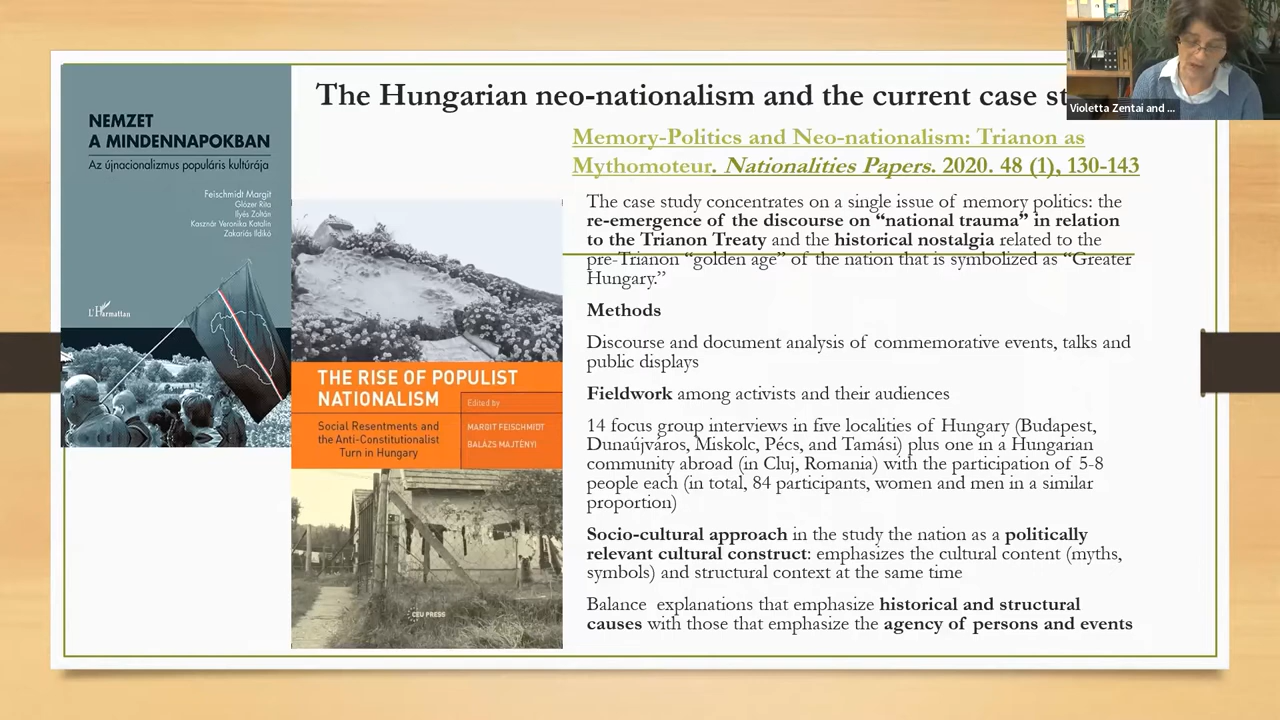 The Hungarian neo-nationalism and the current case st
Violetta Zentai and ...
NEMZET
A MINDENNAPOKBAN
Az újnacionalizmus populáris kultúrája
Feischmidt Margit
Glózer Rita
Ilyés Zoltán
Kasznár Veronika Katalin
Zakariás Ildikó
L'Harmattan
THE RISE OF POPULIST
NATIONALISM
Social Resentments and
the Anti-Constitutionalist
Turn in Hungary
Edited by
MARGIT FEISCHMIDT
BALÁZS MAJTÉNYI
CEU PRESS
Memory-Politics and Neo-nationalism: Trianon as
Mythomoteur. Nationalities Papers. 2020. 48 (1), 130-143
The case study concentrates on a single issue of memory politics: the
re-emergence of the discourse on “national trauma” in relation
to the Trianon Treaty and the historical nostalgia related to the
pre-Trianon “golden age” of the nation that is symbolized as “Greater
Hungary.”
Methods
Discourse and document analysis of commemorative events, talks and
public displays
Fieldwork among activists and their audiences
14 focus group interviews in five localities of Hungary (Budapest,
Dunaújváros, Miskolc, Pécs, and Tamási) plus one in a Hungarian
community abroad (in Cluj, Romania) with the participation of 5-8
people each (in total, 84 participants, women and men in a similar
proportion)
Socio-cultural approach in the study the nation as a politically
relevant cultural construct: emphasizes the cultural content (myths,
symbols) and structural context at the same time
Balance explanations that emphasize historical and structural
causes with those that emphasize the agency of persons and events